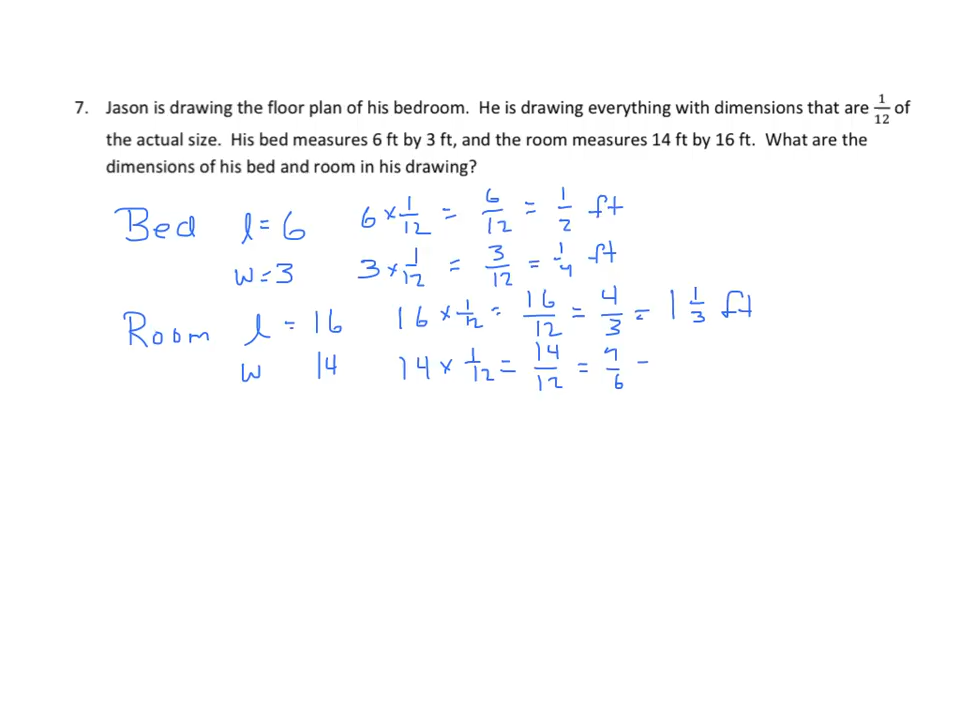 7. Jason is drawing the floor plan of his bedroom. He is drawing everything with dimensions that are 1/12 of
the actual size. His bed measures 6 ft by 3 ft, and the room measures 14 ft by 16 ft. What are the
dimensions of his bed and room in his drawing?
Bed l = 6 6 × 1/12 = 6/12 = 1/2 ft
w = 3 3 × 1/12 = 3/12 = 1/4 ft
Room l = 16 16 × 1/12 = 16/12 = 4/3 = 1 1/3 ft
w 14 14 × 1/12 = 14/12 = 7/6 =